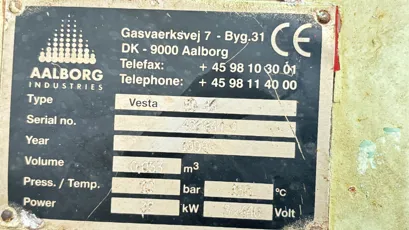 Gasvaerksvej 7 - Byg.31
DK - 9000 Aalborg
Telefax: + 45 98 10 30 01
Telephone: + 45 98 11 40 00
CE
AALBORG
INDUSTRIES
Type Vesta
Serial no.
Year
Volume m³
Press./ Temp. bar °C
Power kW Volt